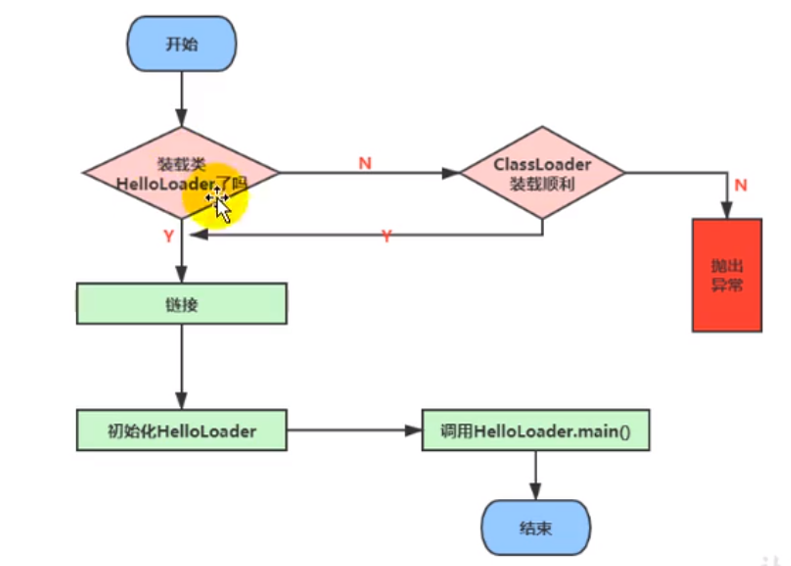 开始
装载类
HelloLoader了吗
N
ClassLoader
装载顺利
N
Y
Y
抛出
异常
链接
初始化HelloLoader
调用HelloLoader.main()
结束